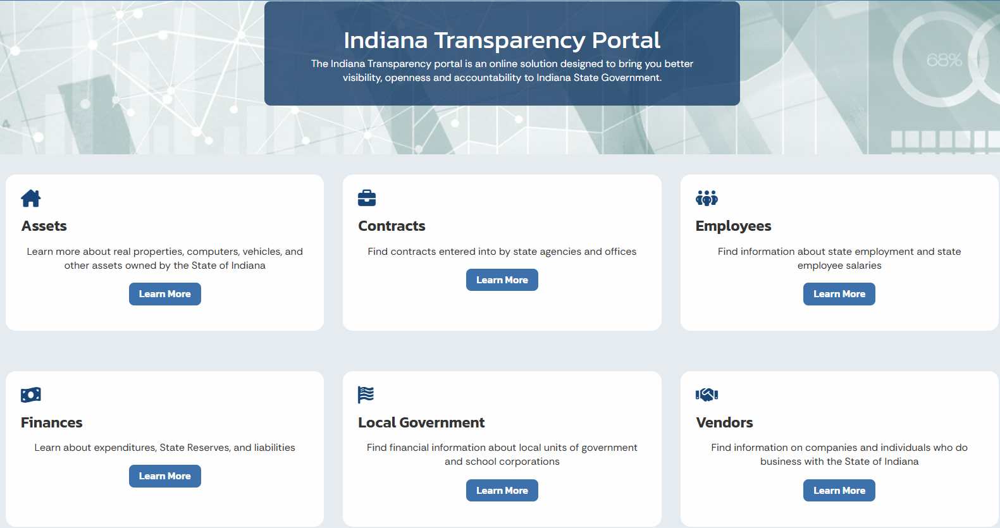 Indiana Transparency Portal
The Indiana Transparency portal is an online solution designed to bring you better
visibility, openness and accountability to Indiana State Government.
68%
4
Assets
Learn more about real properties, computers, vehicles, and
other assets owned by the State of Indiana
Learn More
Contracts
Find contracts entered into by state agencies and offices
Learn More
Employees
Find information about state employment and state
employee salaries
Learn More
Finances
Learn about expenditures, State Reserves, and liabilities
Learn More
Local Government
Find financial information about local units of government
and school corporations
Learn More
Vendors
Find information on companies and individuals who do
business with the State of Indiana
Learn More